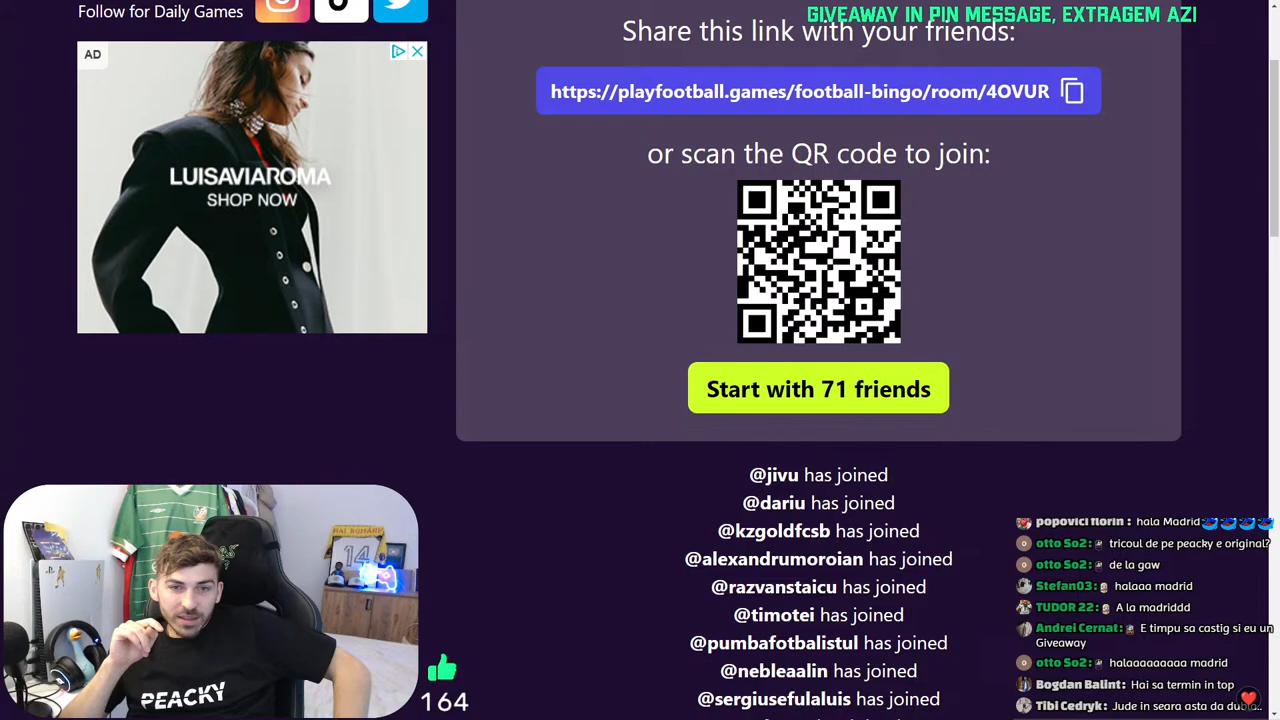 GIVEAWAY IN PIN MESSAGE, EXTRAGEM AZI
Follow for Daily Games
Share this link with your friends:
AD
https://playfootball.games/football-bingo/room/4OVUR
or scan the QR code to join:
LUISAVIAROMA
SHOP NOW
Start with 71 friends
@jivu has joined
@dariu has joined
@kzgoldfcsb has joined
@alexandrumoroian has joined
@razvanstaicu has joined
@timotei has joined
@pumbafotbalistul has joined
@nebleaalin has joined
@sergiusefulaluis has joined
popovici florin : hala Madrid
otto So2 : tricoul de pe peacky e original?
otto So2 : de la gaw
Stefan03 : halaaa madrid
TUDOR 22 : A la madriddd
Andrei Cernat : E timpu sa castig si eu un
Giveaway
otto So2 : halaaaaaaaa madrid
Bogdan Balint : Hai sa termin in top
Tibi Cedryk : Jude in seara asta da dubla..
HAI ROMÂNI
14
PEACKY
164